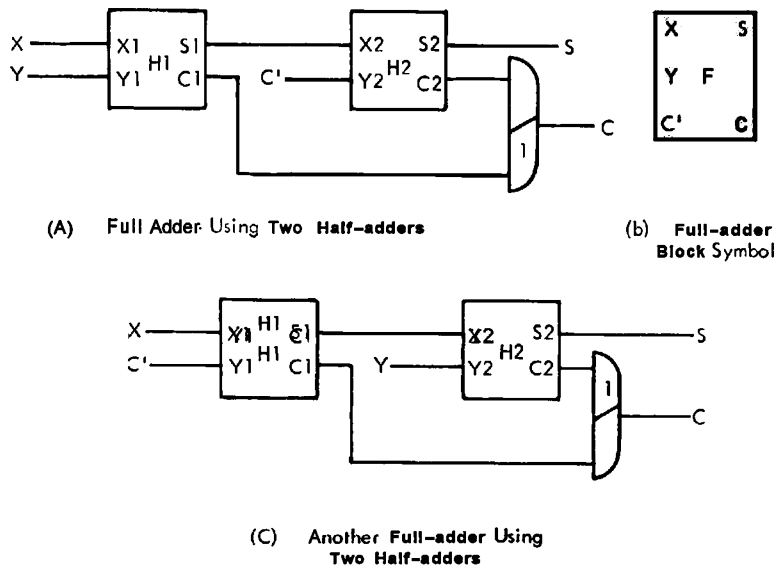 X X1 S1 X2 S2 S
Y Y1 H1 C1 C' Y2 H2 C2
1 C
X S
Y F
C' C
(A) Full Adder Using Two Half-adders
(b) Full-adder
Block Symbol
X H1 X2 S2 S
C' Y1 H1 C1 Y Y2 H2 C2
1 C
(C) Another Full-adder Using
Two Half-adders